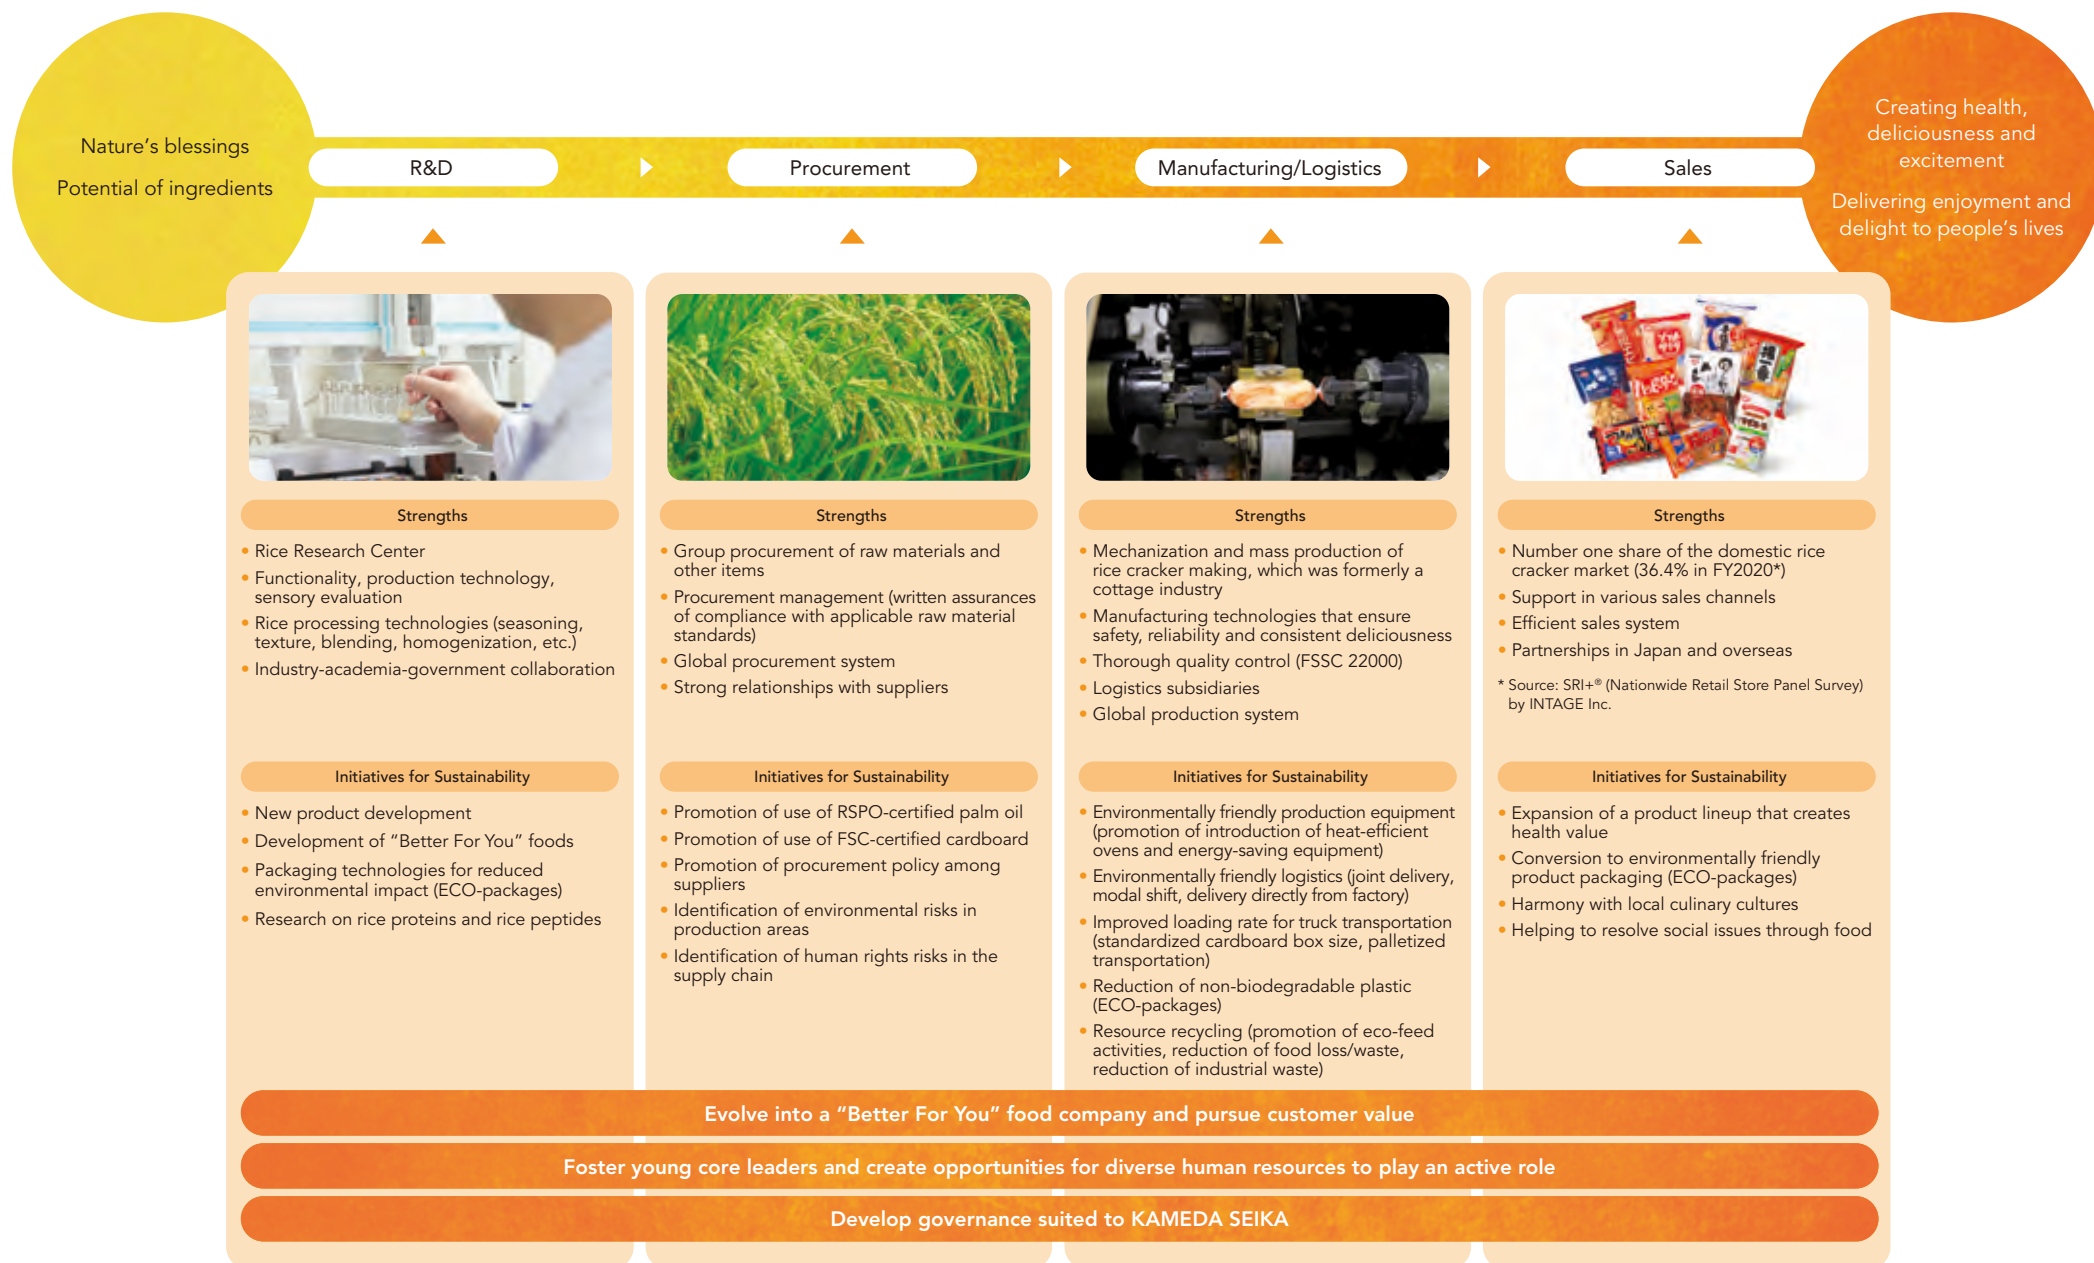 Nature's blessings
Potential of ingredients
R&D
Procurement
Manufacturing/Logistics
Sales
Creating health,
deliciousness and
excitement
Delivering enjoyment and
delight to people's lives
Strengths
• Rice Research Center
• Functionality, production technology,
sensory evaluation
• Rice processing technologies (seasoning,
texture, blending, homogenization, etc.)
• Industry-academia-government collaboration
Initiatives for Sustainability
• New product development
• Development of “Better For You” foods
• Packaging technologies for reduced
environmental impact (ECO-packages)
• Research on rice proteins and rice peptides
Strengths
• Group procurement of raw materials and
other items
• Procurement management (written assurances
of compliance with applicable raw material
standards)
• Global procurement system
• Strong relationships with suppliers
Initiatives for Sustainability
• Promotion of use of RSPO-certified palm oil
• Promotion of use of FSC-certified cardboard
• Promotion of procurement policy among
suppliers
• Identification of environmental risks in
production areas
• Identification of human rights risks in the
supply chain
Strengths
• Mechanization and mass production of
rice cracker making, which was formerly a
cottage industry
• Manufacturing technologies that ensure
safety, reliability and consistent deliciousness
• Thorough quality control (FSSC 22000)
• Logistics subsidiaries
• Global production system
Initiatives for Sustainability
• Environmentally friendly production equipment
(promotion of introduction of heat-efficient
ovens and energy-saving equipment)
• Environmentally friendly logistics (joint delivery,
modal shift, delivery directly from factory)
• Improved loading rate for truck transportation
(standardized cardboard box size, palletized
transportation)
• Reduction of non-biodegradable plastic
(ECO-packages)
• Resource recycling (promotion of eco-feed
activities, reduction of food loss/waste,
reduction of industrial waste)
Strengths
• Number one share of the domestic rice
cracker market (36.4% in FY2020*)
• Support in various sales channels
• Efficient sales system
• Partnerships in Japan and overseas
* Source: SRI+® (Nationwide Retail Store Panel Survey)
by INTAGE Inc.
Initiatives for Sustainability
• Expansion of a product lineup that creates
health value
• Conversion to environmentally friendly
product packaging (ECO-packages)
• Harmony with local culinary cultures
• Helping to resolve social issues through food
Evolve into a “Better For You” food company and pursue customer value
Foster young core leaders and create opportunities for diverse human resources to play an active role
Develop governance suited to KAMEDA SEIKA